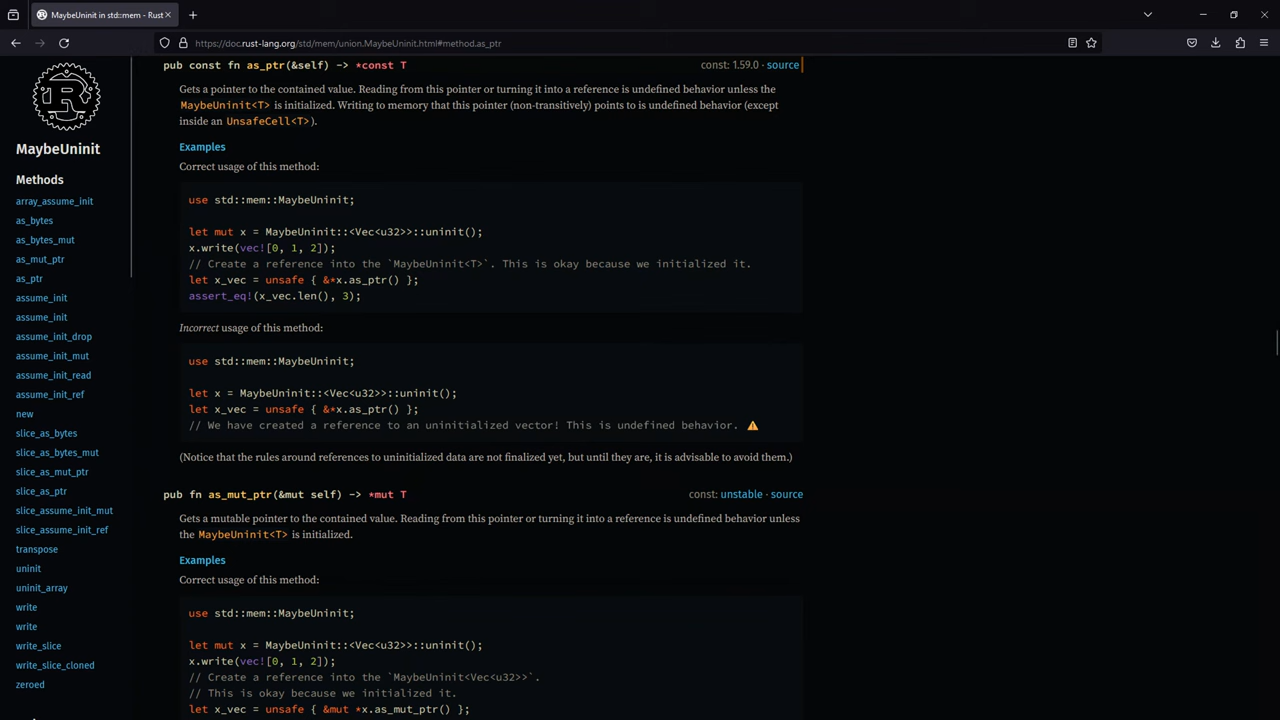 MaybeUninit in std::mem - Rust
https://doc.rust-lang.org/std/mem/union.MaybeUninit.html#method.as_ptr
MaybeUninit
Methods
array_assume_init
as_bytes
as_bytes_mut
as_mut_ptr
as_ptr
assume_init
assume_init
assume_init_drop
assume_init_mut
assume_init_read
assume_init_ref
new
slice_as_bytes
slice_as_bytes_mut
slice_as_mut_ptr
slice_as_ptr
slice_assume_init_mut
slice_assume_init_ref
transpose
uninit
uninit_array
write
write
write_slice
write_slice_cloned
zeroed
pub const fn as_ptr(&self) -> *const T const: 1.59.0 · source
Gets a pointer to the contained value. Reading from this pointer or turning it into a reference is undefined behavior unless the
MaybeUninit<T> is initialized. Writing to memory that this pointer (non-transitively) points to is undefined behavior (except
inside an UnsafeCell<T>).
Examples
Correct usage of this method:
use std::mem::MaybeUninit;
let mut x = MaybeUninit::<Vec<u32>>::uninit();
x.write(vec![0, 1, 2]);
// Create a reference into the `MaybeUninit<T>`. This is okay because we initialized it.
let x_vec = unsafe { &*x.as_ptr() };
assert_eq!(x_vec.len(), 3);
Incorrect usage of this method:
use std::mem::MaybeUninit;
let x = MaybeUninit::<Vec<u32>>::uninit();
let x_vec = unsafe { &*x.as_ptr() };
// We have created a reference to an uninitialized vector! This is undefined behavior. ⚠️
(Notice that the rules around references to uninitialized data are not finalized yet, but until they are, it is advisable to avoid them.)
pub fn as_mut_ptr(&mut self) -> *mut T const: unstable · source
Gets a mutable pointer to the contained value. Reading from this pointer or turning it into a reference is undefined behavior unless
the MaybeUninit<T> is initialized.
Examples
Correct usage of this method:
use std::mem::MaybeUninit;
let mut x = MaybeUninit::<Vec<u32>>::uninit();
x.write(vec![0, 1, 2]);
// Create a reference into the `MaybeUninit<Vec<u32>>`.
// This is okay because we initialized it.
let x_vec = unsafe { &mut *x.as_mut_ptr() };